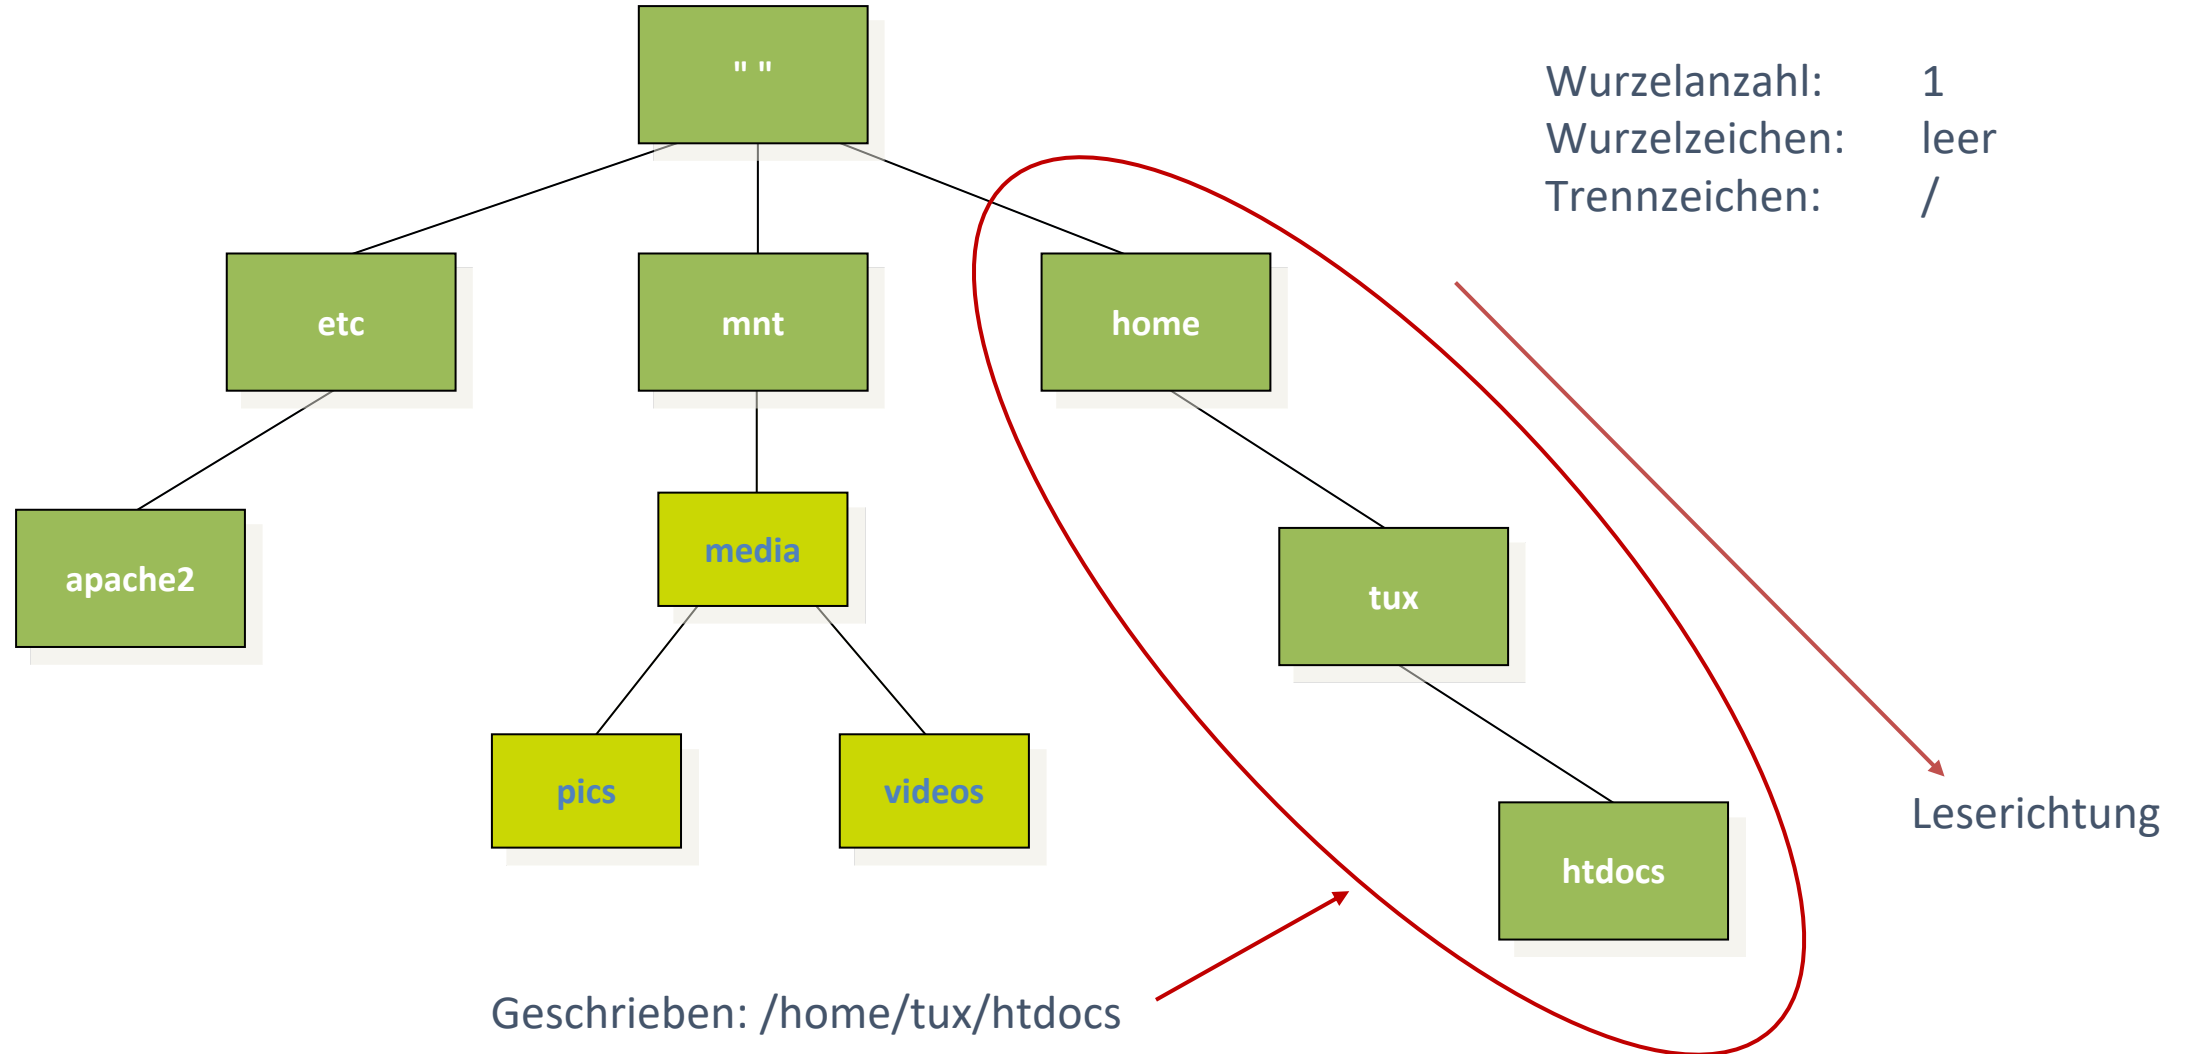 " "
Wurzelanzahl: 1
Wurzelzeichen: leer
Trennzeichen: /
etc
mnt
home
media
apache2
tux
pics
videos
Leserichtung
htdocs
Geschrieben: /home/tux/htdocs